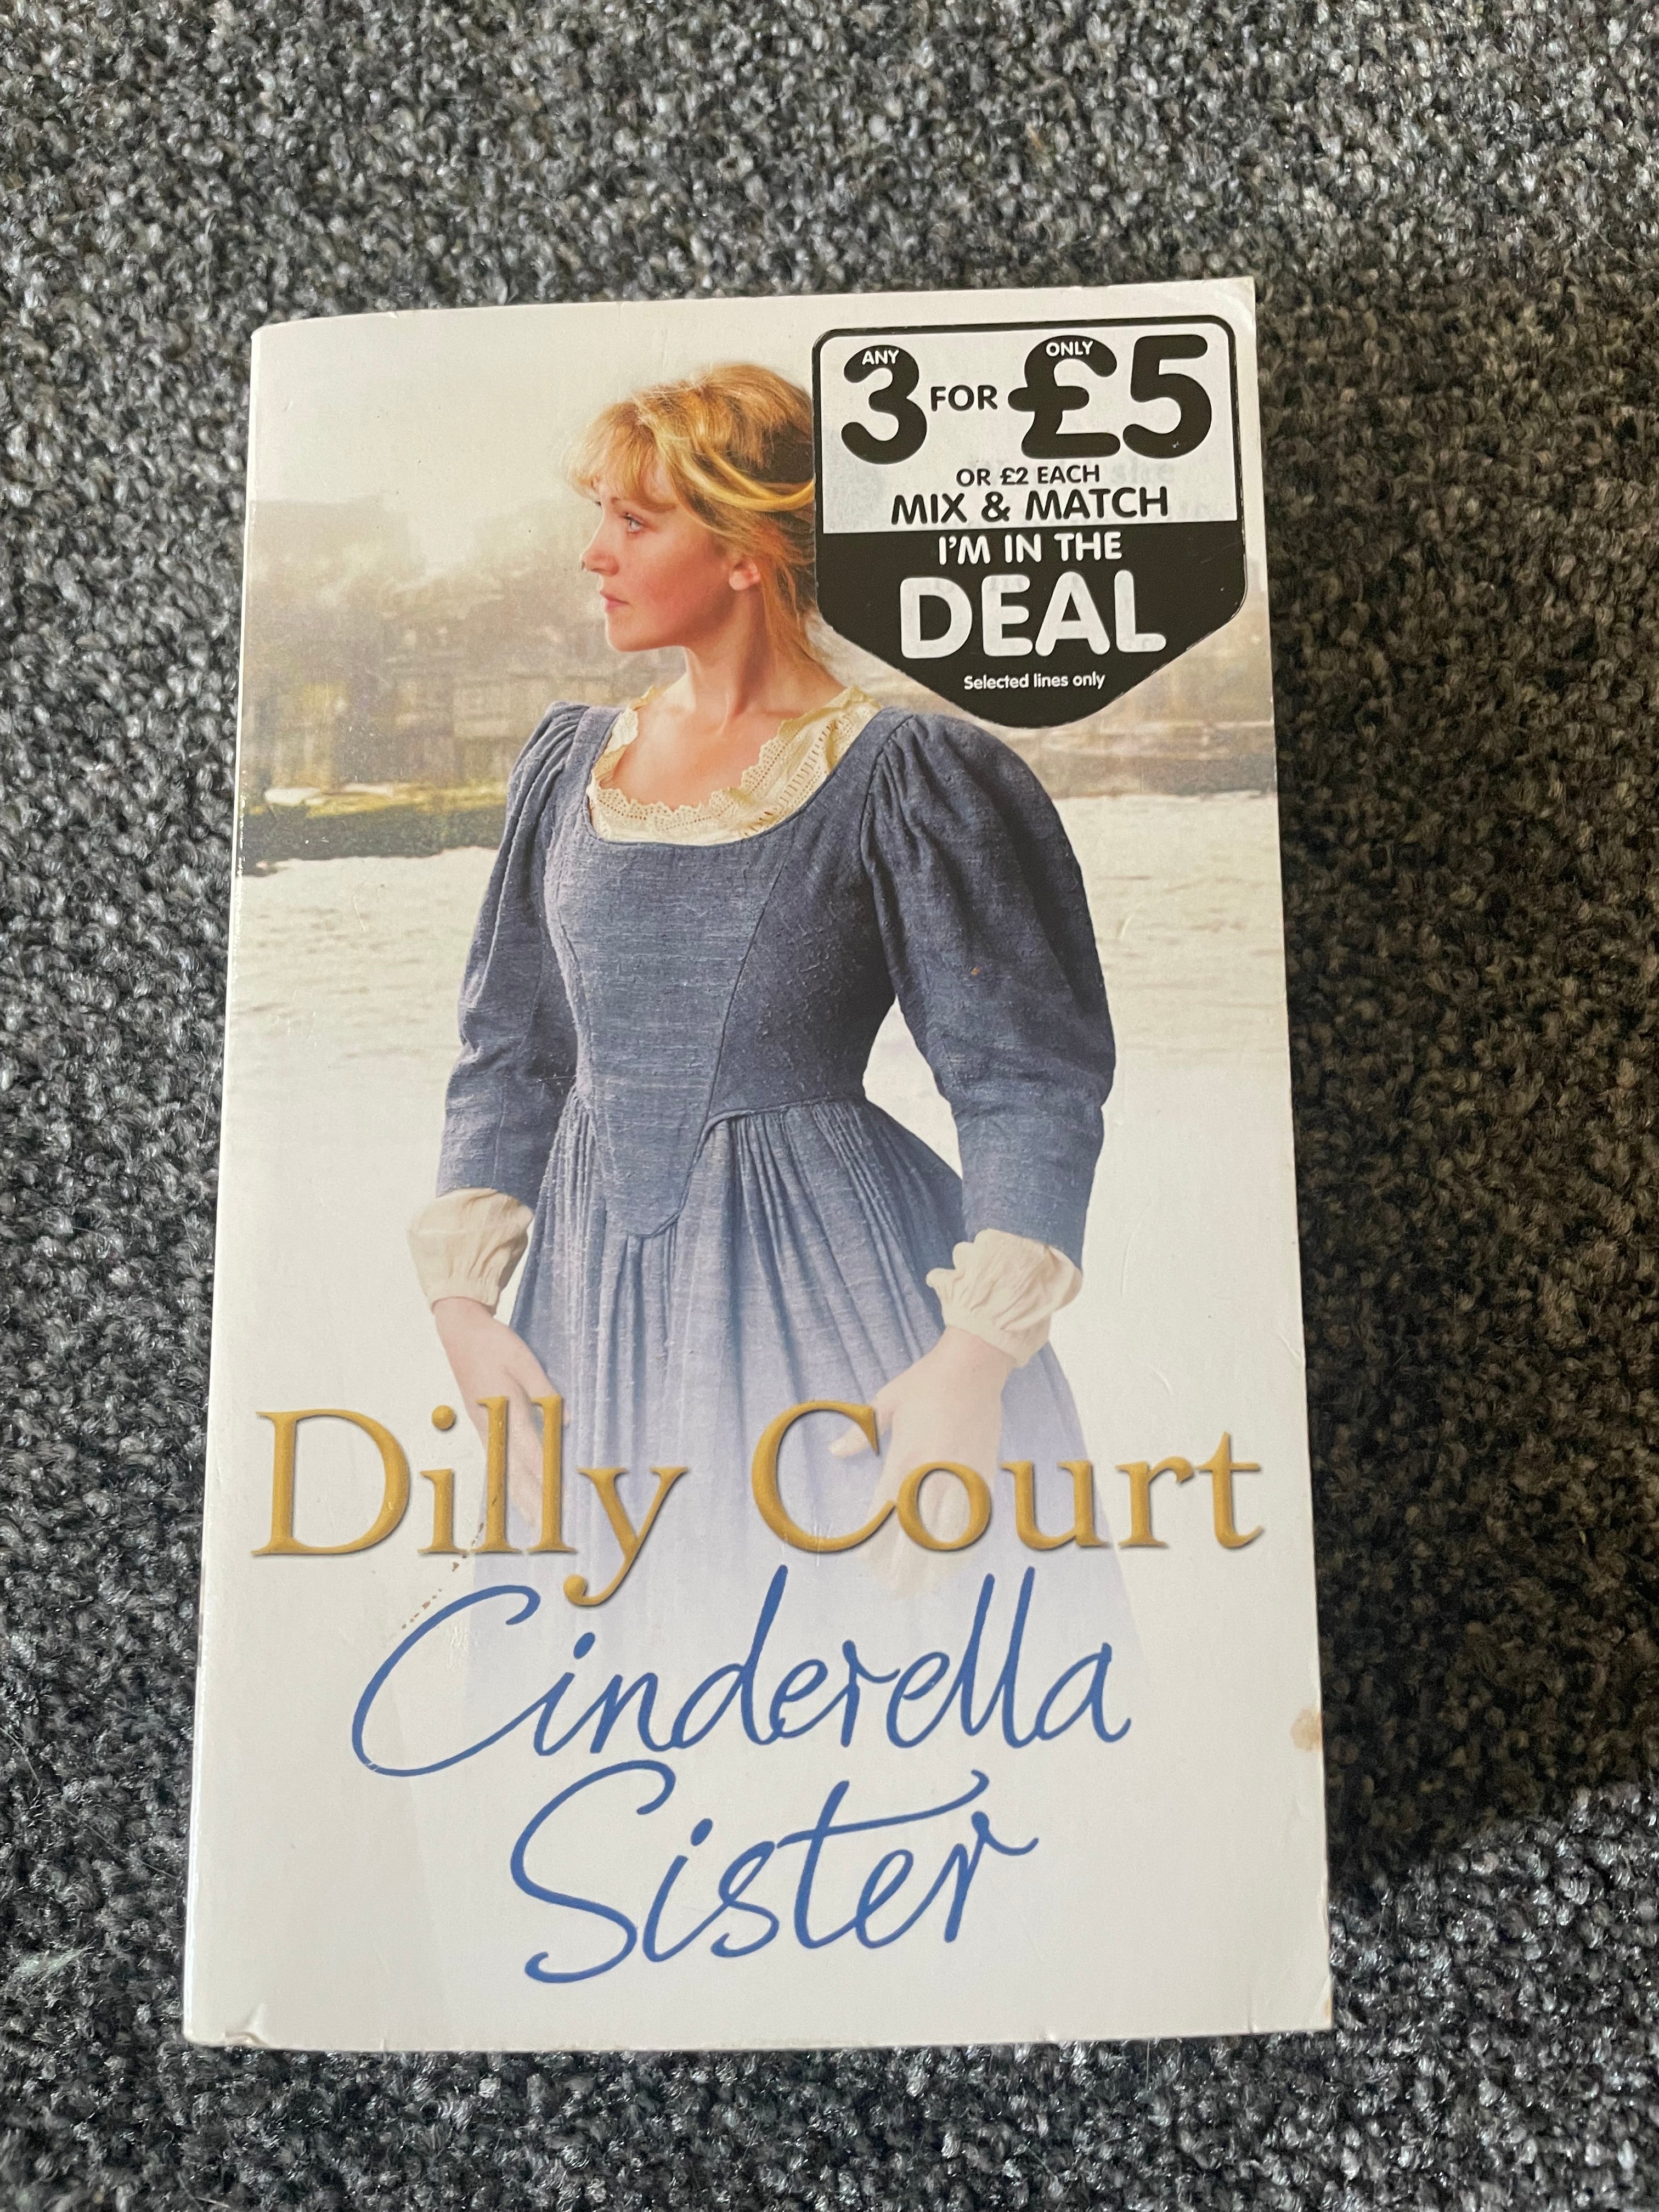 ANY 3 FOR ONLY £5
OR £2 EACH
MIX & MATCH
I'M IN THE
DEAL
Selected lines only
Dilly Court
Cinderella
Sister